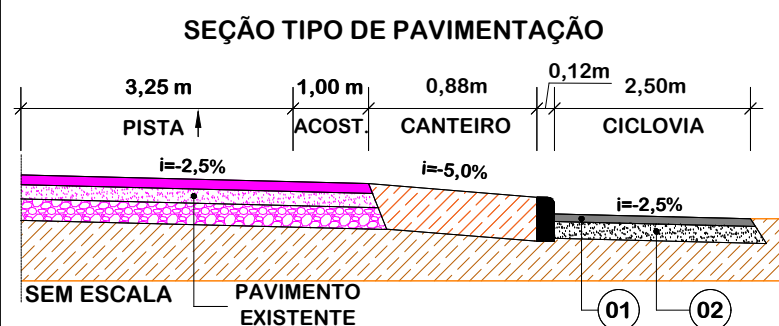 SEÇÃO TIPO DE PAVIMENTAÇÃO
3,25 m 1,00 m 0,88m 0,12m 2,50m
PISTA ACOST. CANTEIRO CICLOVIA
i=-2,5% i=-5,0% i=-2,5%
SEM ESCALA
PAVIMENTO
EXISTENTE
01 02